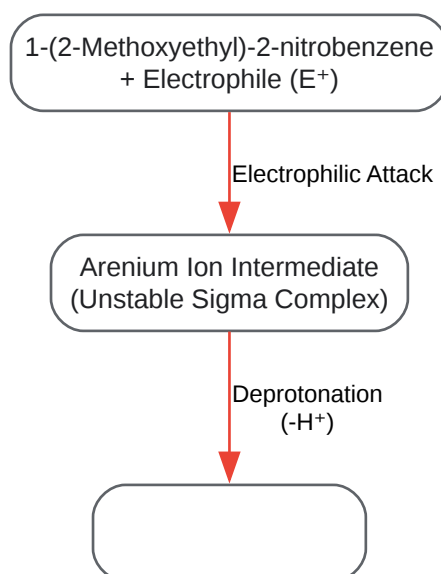 1-(2-Methoxyethyl)-2-nitrobenzene
+ Electrophile (E⁺)
Electrophilic Attack
Arenium Ion Intermediate
(Unstable Sigma Complex)
Deprotonation
(-H⁺)